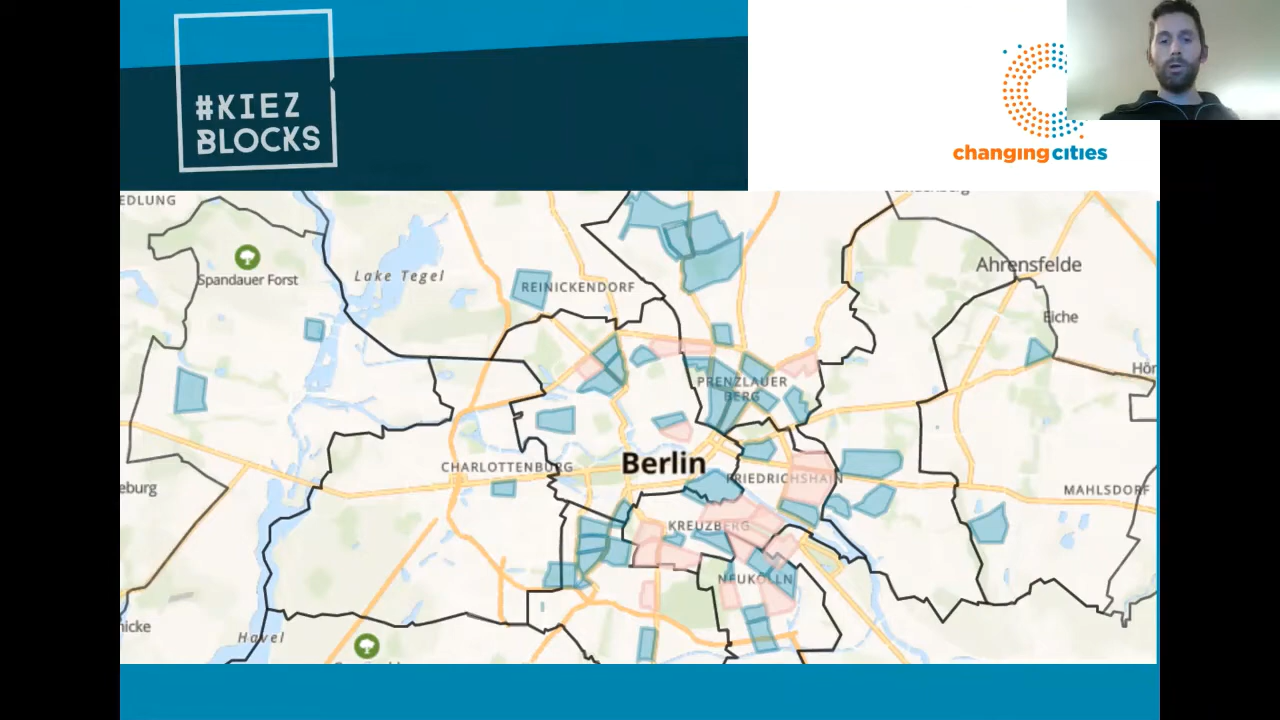 #KIEZ
BLOCKS
changing cities
EDLUNG
Spandauer Forst
Lake Tegel
REINICKENDORF
Ahrensfelde
Eiche
Hör
PRENZLAUER
BERG
CHARLOTTENBURG
Berlin
FRIEDRICHSHAIN
MAHLSDORF
eburg
KREUZBERG
NEUKÖLLN
nicke
Havel